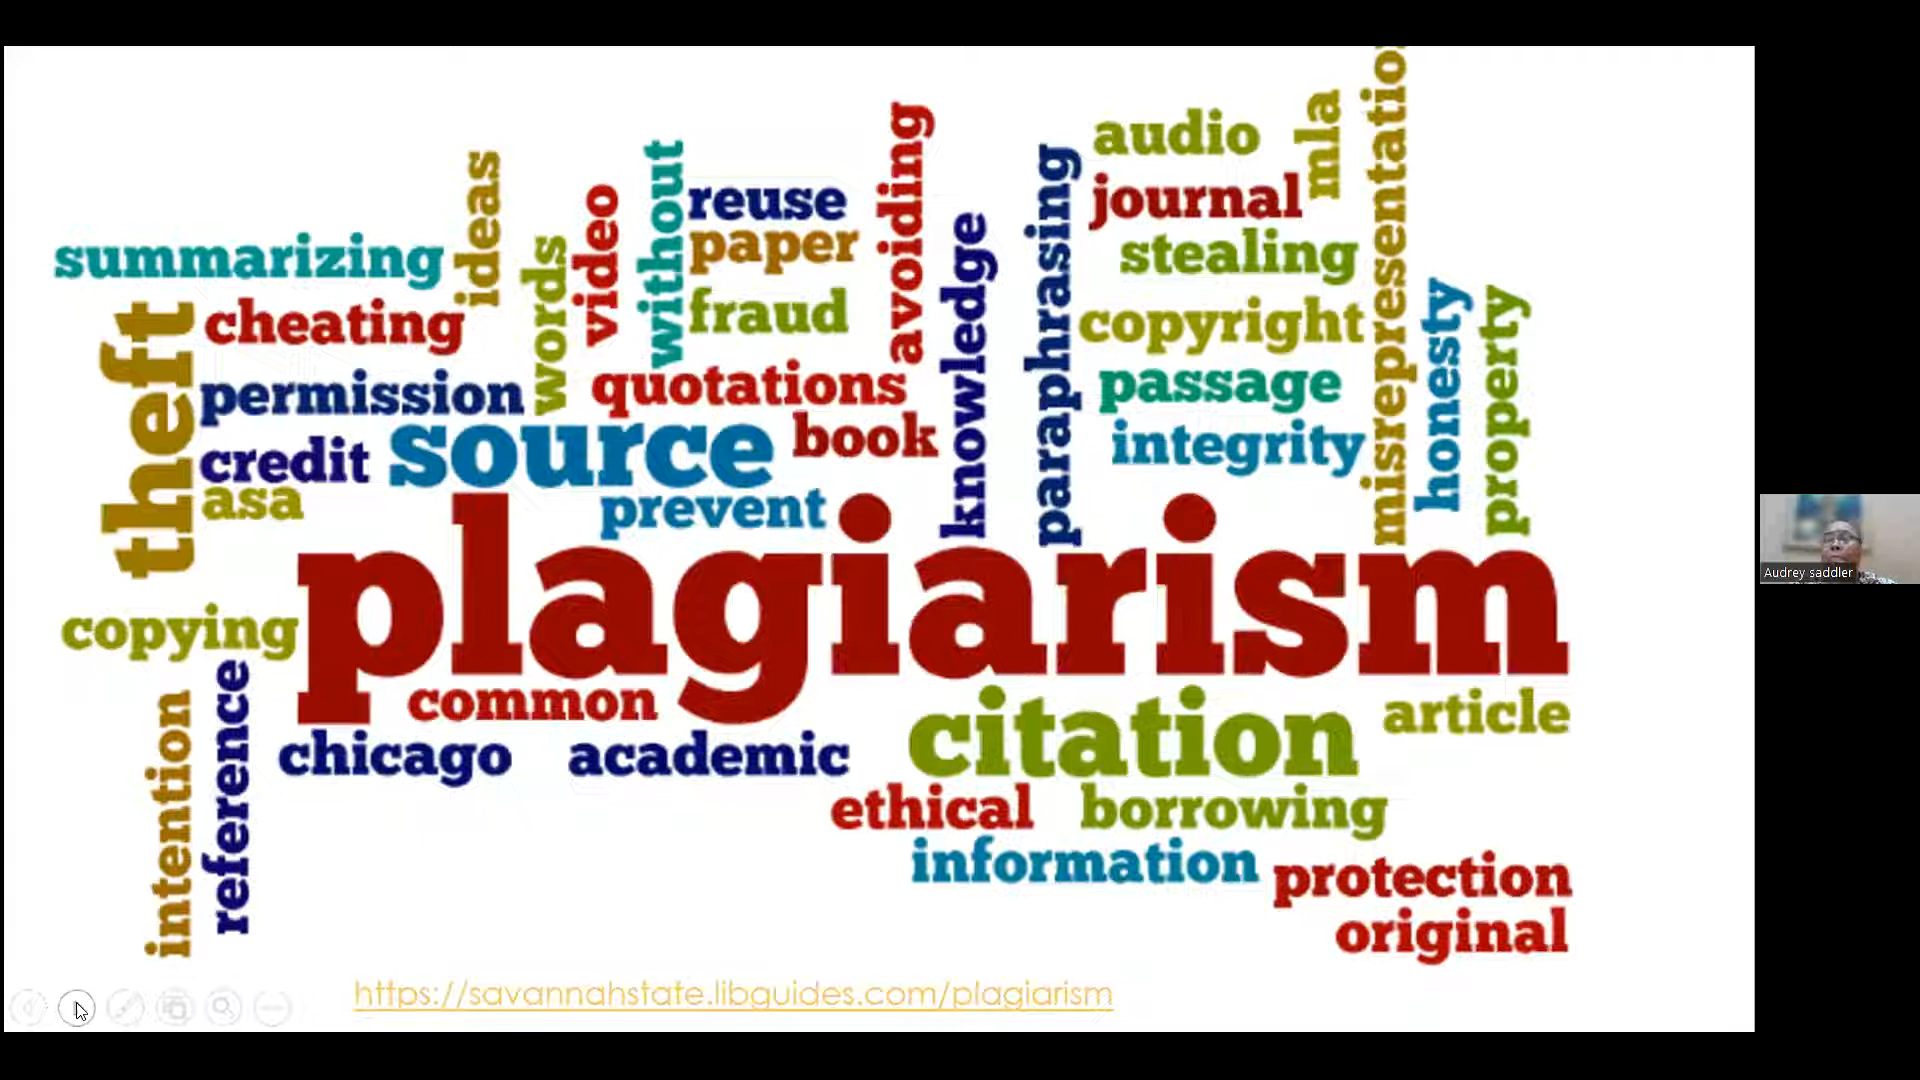 summarizing
ideas
words
video
without
reuse
paper
fraud
avoiding
knowledge
paraphrasing
audio
mla
journal
stealing
copyright
passage
integrity
misrepresentatio
honesty
property
theft
cheating
permission
credit
asa
source
quotations
book
prevent
plagiarism
copying
common
citation
article
intention
reference
chicago
academic
ethical
borrowing
information
protection
original
https://savannahstate.libguides.com/plagiarism
Audrey saddler